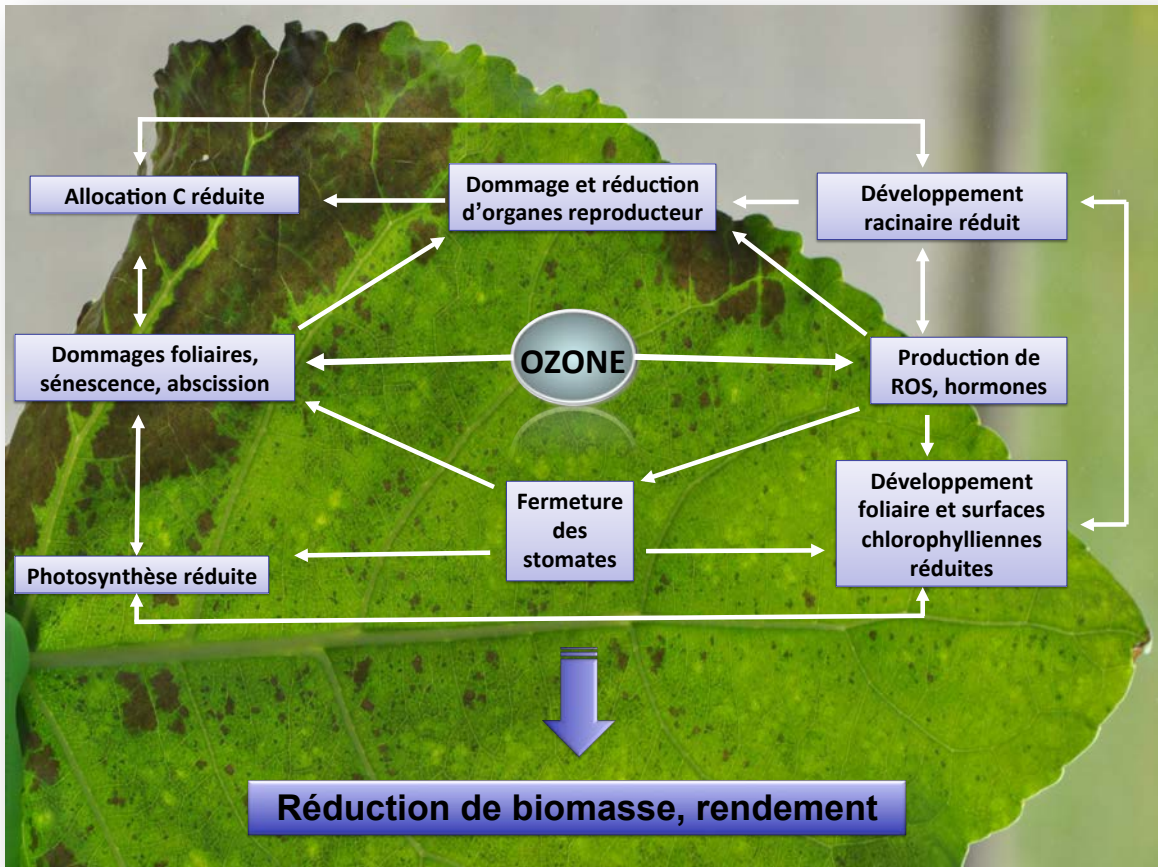 Allocation C réduite
Dommage et réduction
d’organes reproducteur
Développement
racinaire réduit
Dommages foliaires,
sénescence, abscission
OZONE
Production de
ROS, hormones
Fermeture
des
stomates
Développement
foliaire et surfaces
chlorophylliennes
réduites
Photosynthèse réduite
Réduction de biomasse, rendement